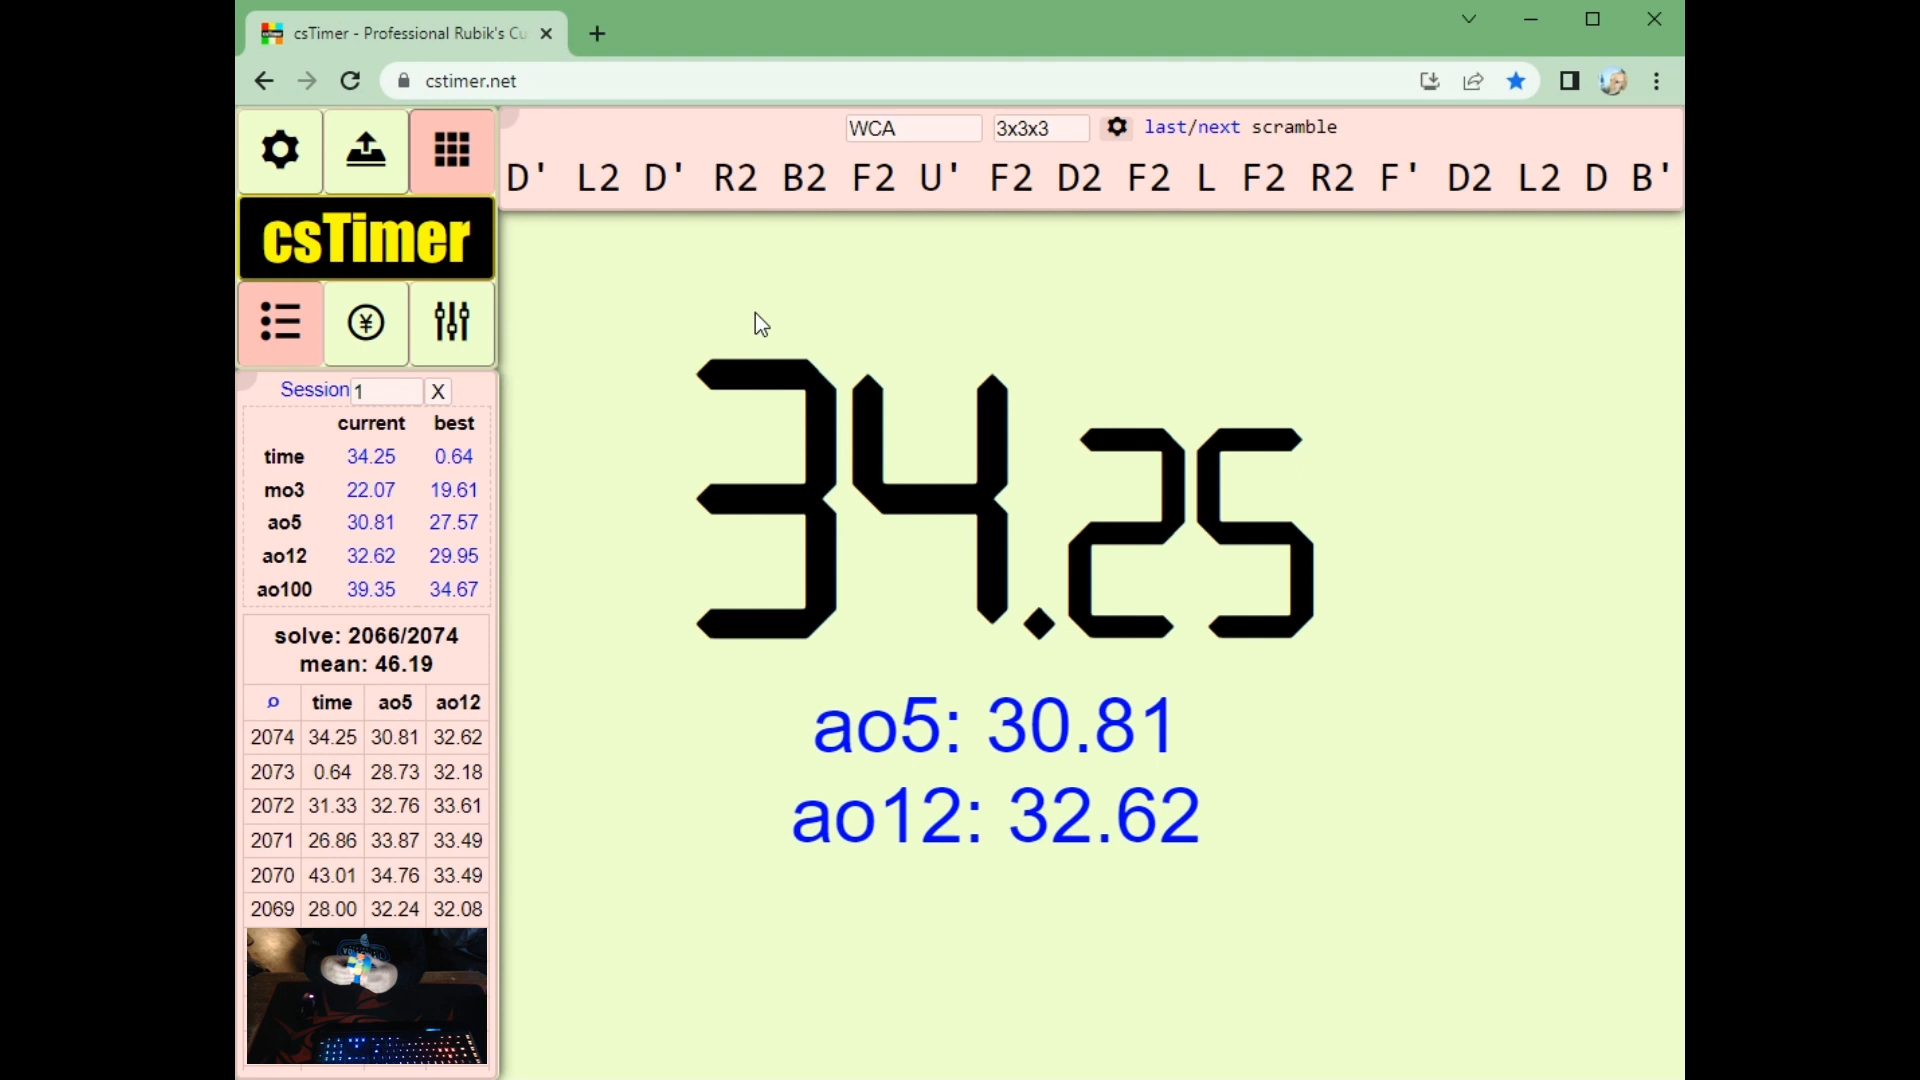 csTimer - Professional Rubik's Cu
cstimer.net
WCA 3x3x3 last/next scramble
D' L2 D' R2 B2 F2 U' F2 D2 F2 L F2 R2 F' D2 L2 D B'
csTimer
Session 1 X
current best
time 34.25 0.64
mo3 22.07 19.61
ao5 30.81 27.57
ao12 32.62 29.95
ao100 39.35 34.67
solve: 2066/2074
mean: 46.19
time ao5 ao12
2074 34.25 30.81 32.62
2073 0.64 28.73 32.18
2072 31.33 32.76 33.61
2071 26.86 33.87 33.49
2070 43.01 34.76 33.49
2069 28.00 32.24 32.08
34.25
ao5: 30.81
ao12: 32.62